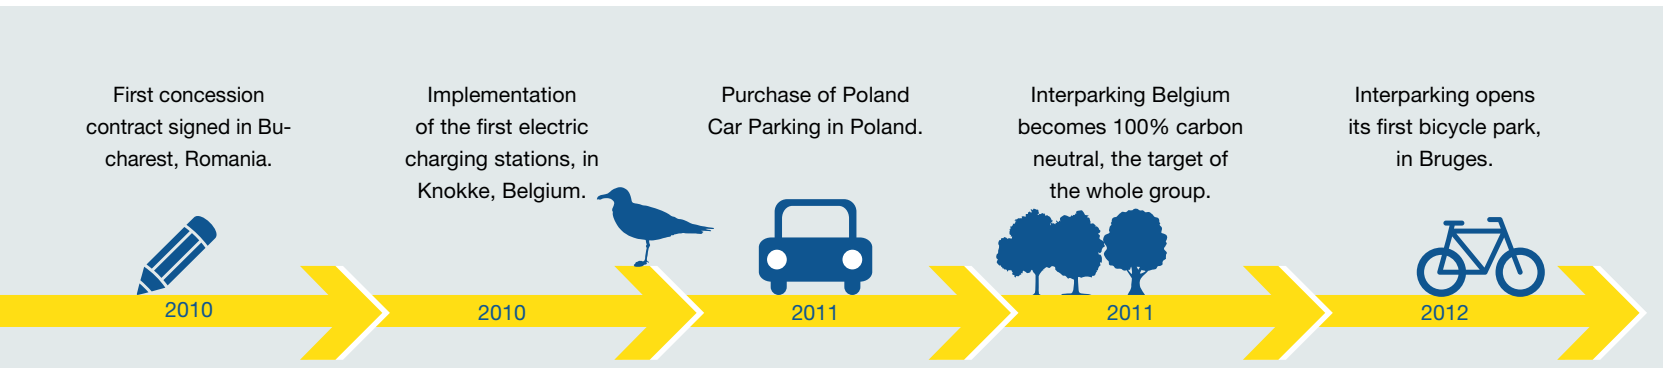 First concession
contract signed in Bu-
charest, Romania.
Implementation
of the first electric
charging stations, in
Knokke, Belgium.
Purchase of Poland
Car Parking in Poland.
Interparking Belgium
becomes 100% carbon
neutral, the target of
the whole group.
Interparking opens
its first bicycle park,
in Bruges.
2010
2010
2011
2011
2012